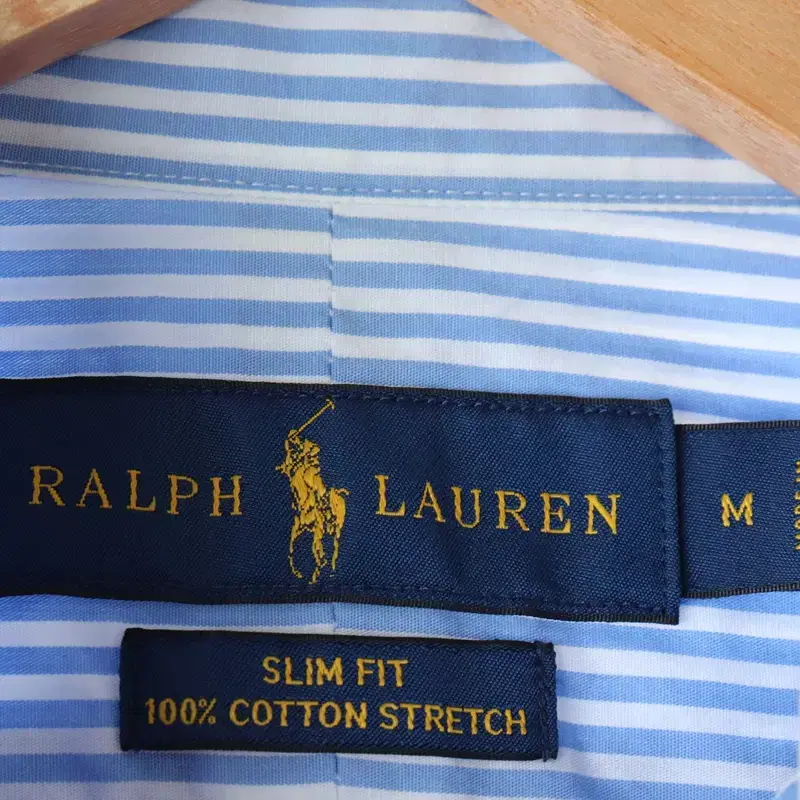 RALPH LAUREN
M
SLIM FIT
100% COTTON STRETCH